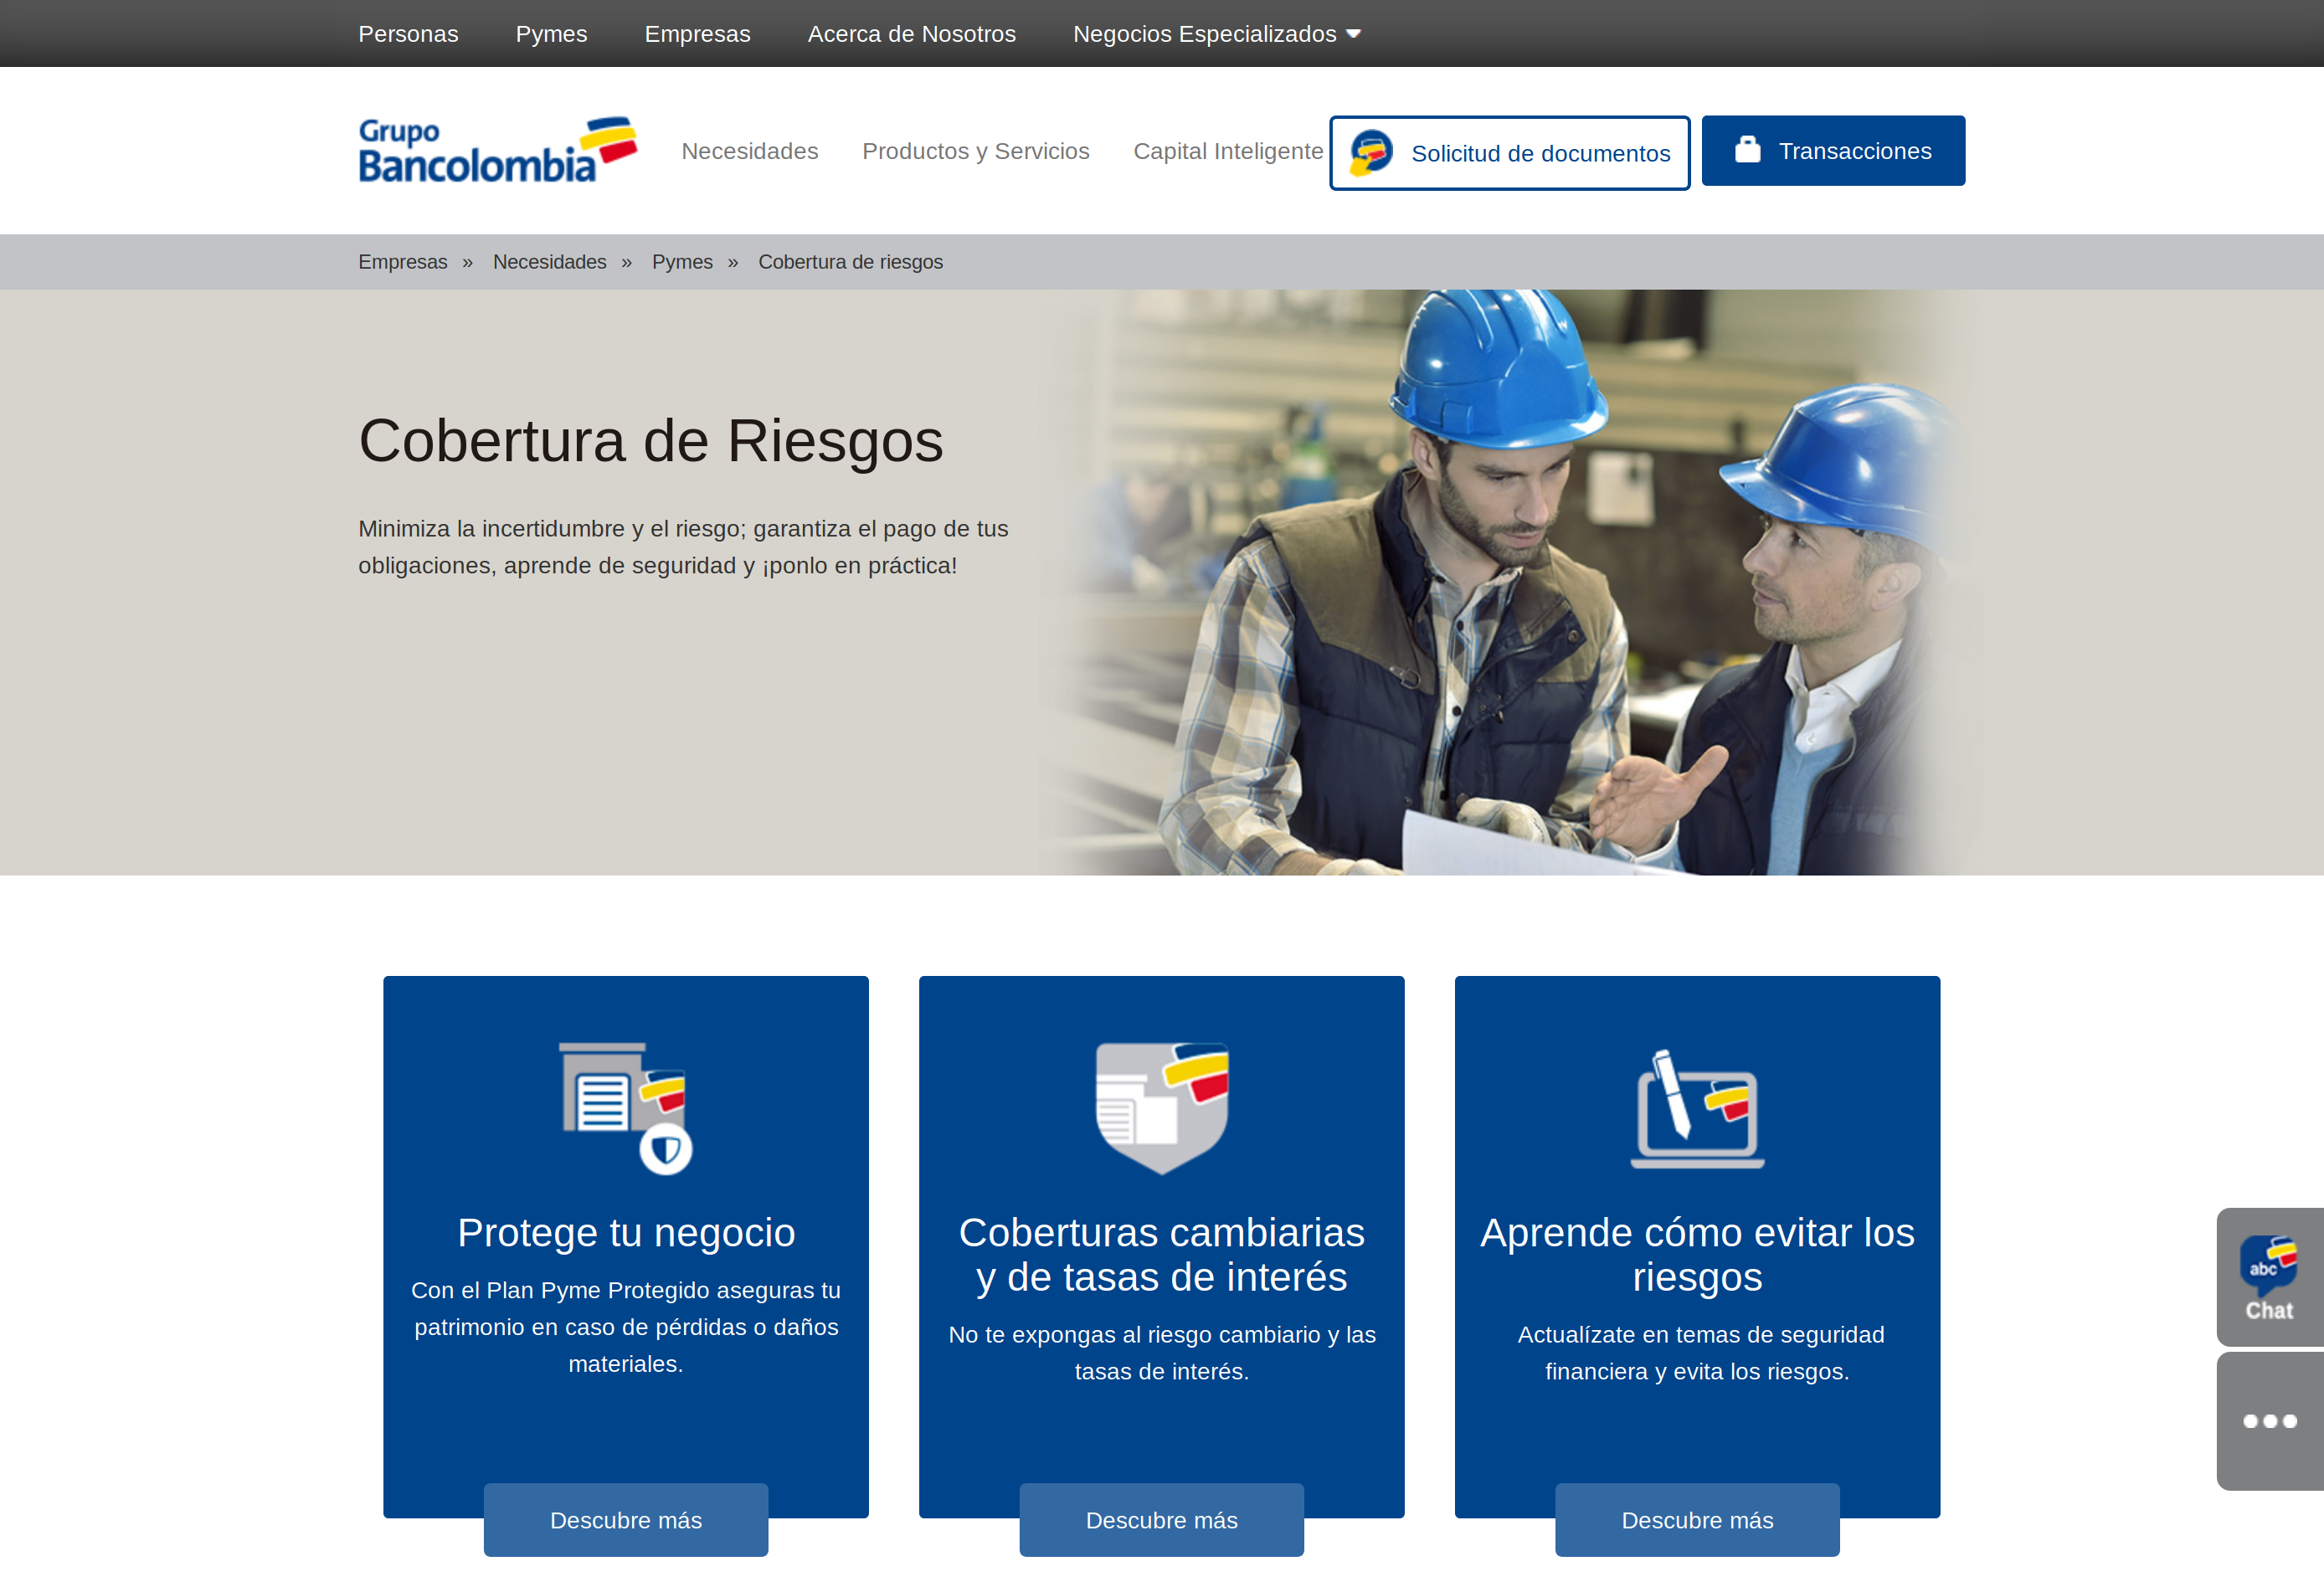 Personas Pymes Empresas Acerca de Nosotros Negocios Especializados
Grupo
Bancolombia
Necesidades Productos y Servicios Capital Inteligente
Solicitud de documentos
Transacciones
Empresas » Necesidades » Pymes » Cobertura de riesgos
Cobertura de Riesgos
Minimiza la incertidumbre y el riesgo; garantiza el pago de tus
obligaciones, aprende de seguridad y ¡ponlo en práctica!
Protege tu negocio
Con el Plan Pyme Protegido aseguras tu
patrimonio en caso de pérdidas o daños
materiales.
Descubre más
Coberturas cambiarias
y de tasas de interés
No te expongas al riesgo cambiario y las
tasas de interés.
Descubre más
Aprende cómo evitar los
riesgos
Actualízate en temas de seguridad
financiera y evita los riesgos.
Descubre más
abc
Chat